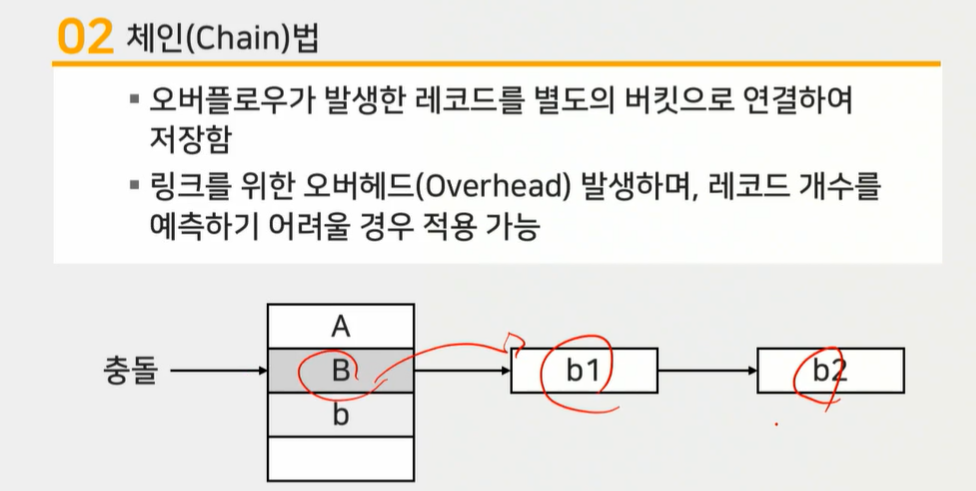 02 체인(Chain)법
▪ 오버플로우가 발생한 레코드를 별도의 버킷으로 연결하여
저장함
▪ 링크를 위한 오버헤드(Overhead) 발생하며, 레코드 개수를
예측하기 어려울 경우 적용 가능
A
충돌 B b1 b2
b